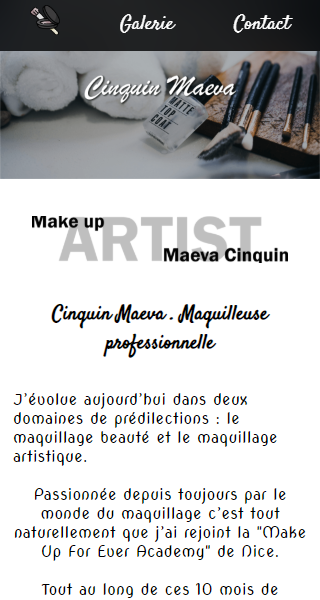 Galerie Contact
Cinquin Maeva
MATTE
TOP
COAT
Make up
ARTIST
Maeva Cinquin
Cinquin Maeva . Maquilleuse
professionnelle
J'évolue aujourd'hui dans deux
domaines de prédilections : le
maquillage beauté et le maquillage
artistique.
Passionnée depuis toujours par le
monde du maquillage c'est tout
naturellement que j'ai rejoint la "Make
Up For Ever Academy" de Nice.
Tout au long de ces 10 mois de